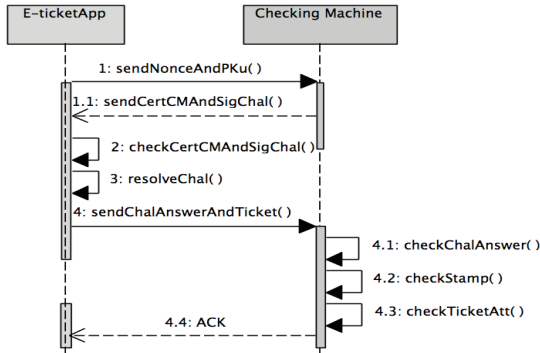 E-ticketApp
Checking Machine
1: sendNonceAndPKu()
1.1: sendCertCMAndSigChal()
2: checkCertCMAndSigChal()
3: resolveChal()
4: sendChalAnswerAndTicket()
4.1: checkChalAnswer()
4.2: checkStamp()
4.3: checkTicketAtt()
4.4: ACK